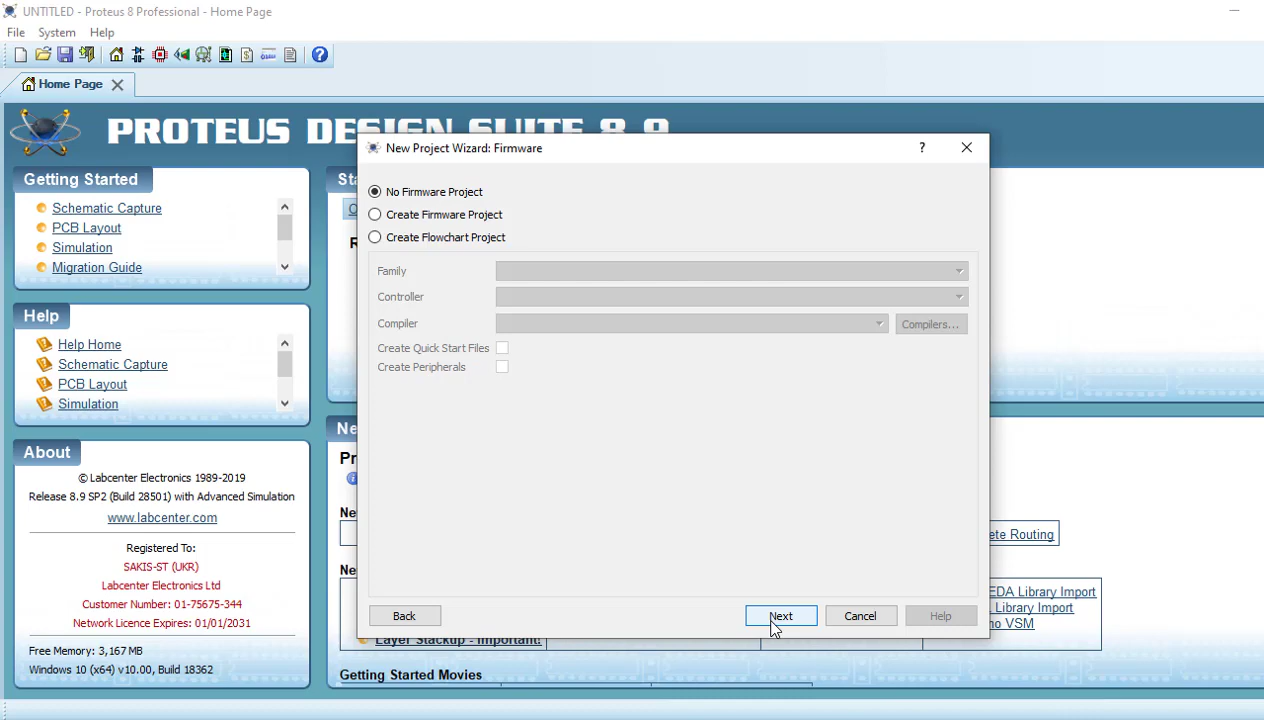 UNTITLED - Proteus 8 Professional - Home Page
File System Help
Home Page
PROTEUS DESIGN SUITE 8.9
New Project Wizard: Firmware
?
No Firmware Project
Create Firmware Project
Create Flowchart Project
Family
Controller
Compiler
Compilers...
Create Quick Start Files
Create Peripherals
Back Next Cancel Help
Getting Started
Schematic Capture
PCB Layout
Simulation
Migration Guide
Help
Help Home
Schematic Capture
PCB Layout
Simulation
About
© Labcenter Electronics 1989-2019
Release 8.9 SP2 (Build 28501) with Advanced Simulation
www.labcenter.com
Registered To:
SAKIS-ST (UKR)
Labcenter Electronics Ltd
Customer Number: 01-75675-344
Network Licence Expires: 01/01/2031
Free Memory: 3,167 MB
Windows 10 (x64) v10.00, Build 18362
Sta
Ne
Pr
Ne
ete Routing
Ne
EDA Library Import
Library Import
no VSM
Layer Stackup - Important!
Getting Started Movies